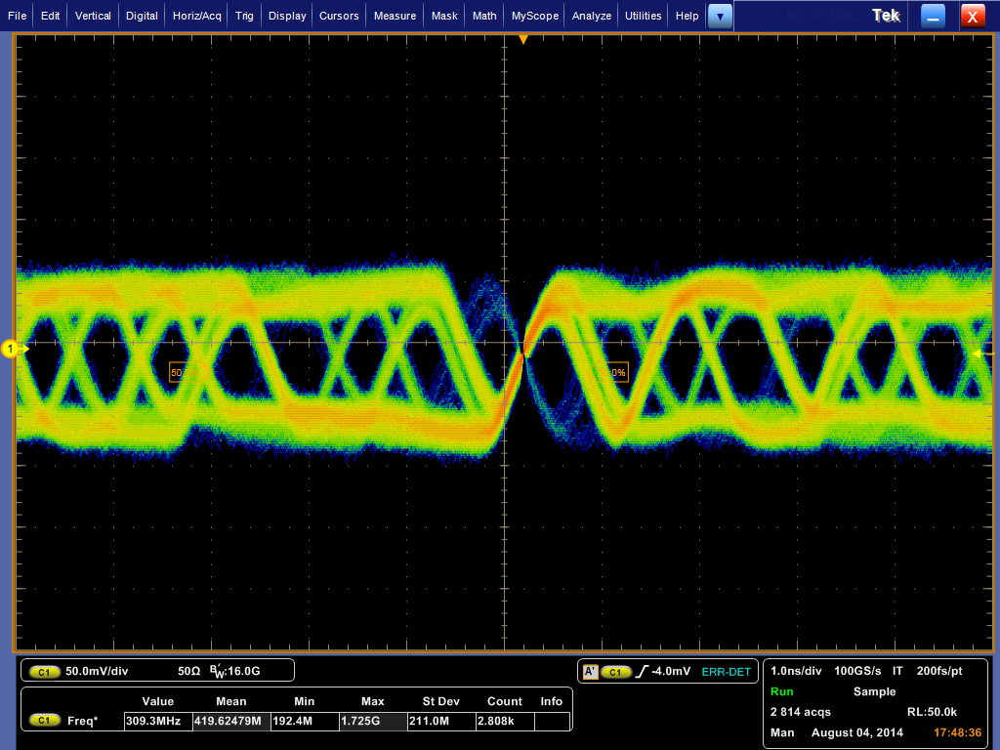 File Edit Vertical Digital Horiz/Acq Trig Display Cursors Measure Mask Math MyScope Analyze Utilities Help Tek X
1
50
0%
C1 50.0mV/div 50Ω BW:16.0G
A' C1 -4.0mV ERR-DET
1.0ns/div 100GS/s IT 200fs/pt
Run Sample
2 814 acqs RL:50.0k
Man August 04, 2014 17:48:36
Value Mean Min Max St Dev Count Info
C1 Freq* 309.3MHz 419.62479M 192.4M 1.725G 211.0M 2.808k